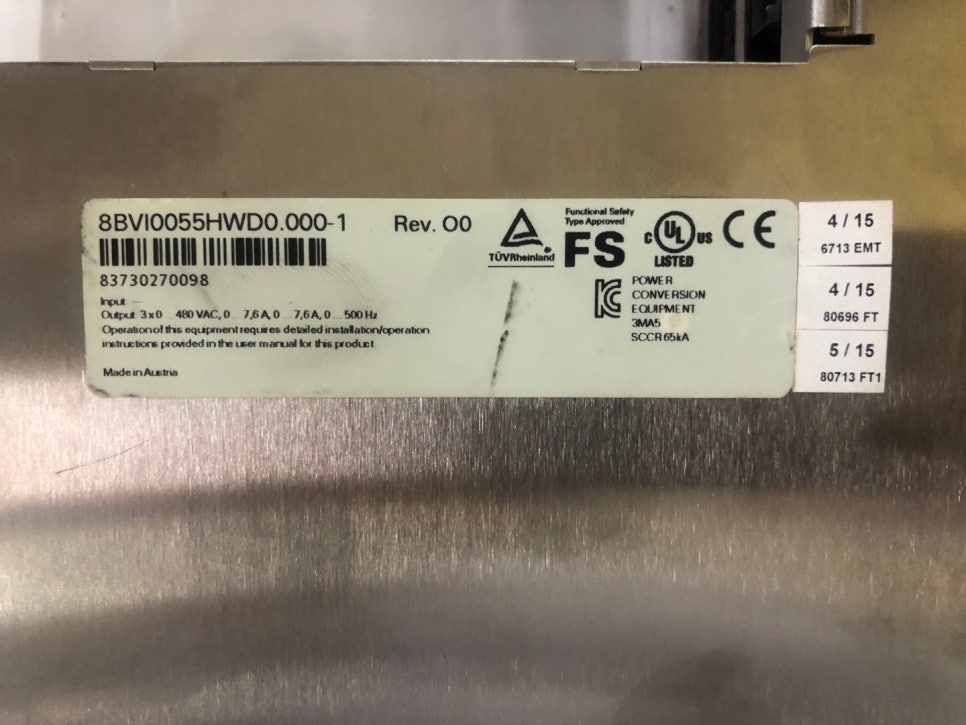 8BVI0055HWD0.000-1 Rev. O0
83730270098
Input ---
Output 3 x 0 ... 480 VAC, 0 ... 7,6 A, 0 ... 7,6 A, 0 ... 500 Hz
Operation of this equipment requires detailed installation/operation
instructions provided in the user manual for this product.
Made in Austria
TÜVRheinland
Functional Safety
Type Approved
FS
C UL US
LISTED
CE
POWER
CONVERSION
EQUIPMENT
3MA5
SCCR 65kA
4 / 15
6713 EMT
4 / 15
80696 FT
5 / 15
80713 FT1